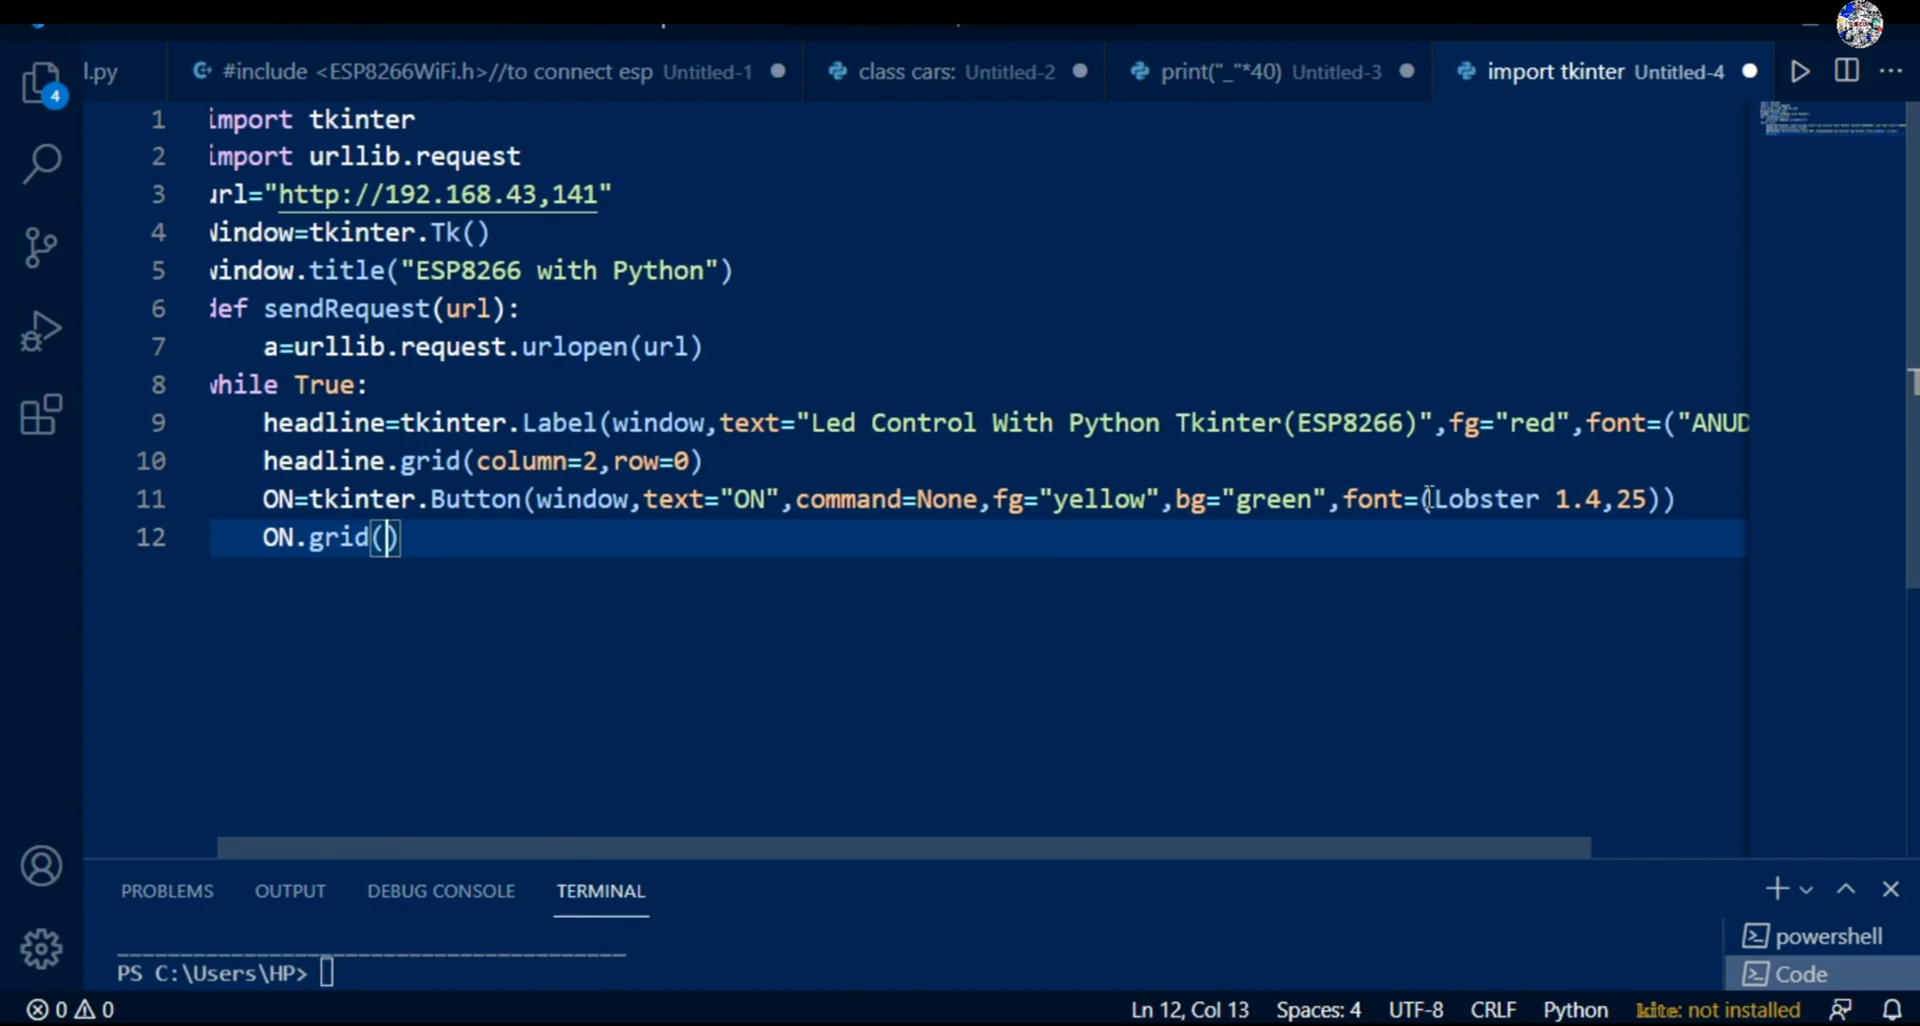 l.py #include <ESP8266WiFi.h>//to connect esp Untitled-1 class cars: Untitled-2 print("_"*40) Untitled-3 import tkinter Untitled-4
4
1 import tkinter
2 import urllib.request
3 url="http://192.168.43,141"
4 Window=tkinter.Tk()
5 window.title("ESP8266 with Python")
6 def sendRequest(url):
7 a=urllib.request.urlopen(url)
8 while True:
9 headline=tkinter.Label(window,text="Led Control With Python Tkinter(ESP8266)",fg="red",font=("ANUD
10 headline.grid(column=2,row=0)
11 ON=tkinter.Button(window,text="ON",command=None,fg="yellow",bg="green",font=(Lobster 1.4,25))
12 ON.grid()
PROBLEMS OUTPUT DEBUG CONSOLE TERMINAL
powershell
PS C:\Users\HP>
Code
0 0 Ln 12, Col 13 Spaces: 4 UTF-8 CRLF Python kite: not installed